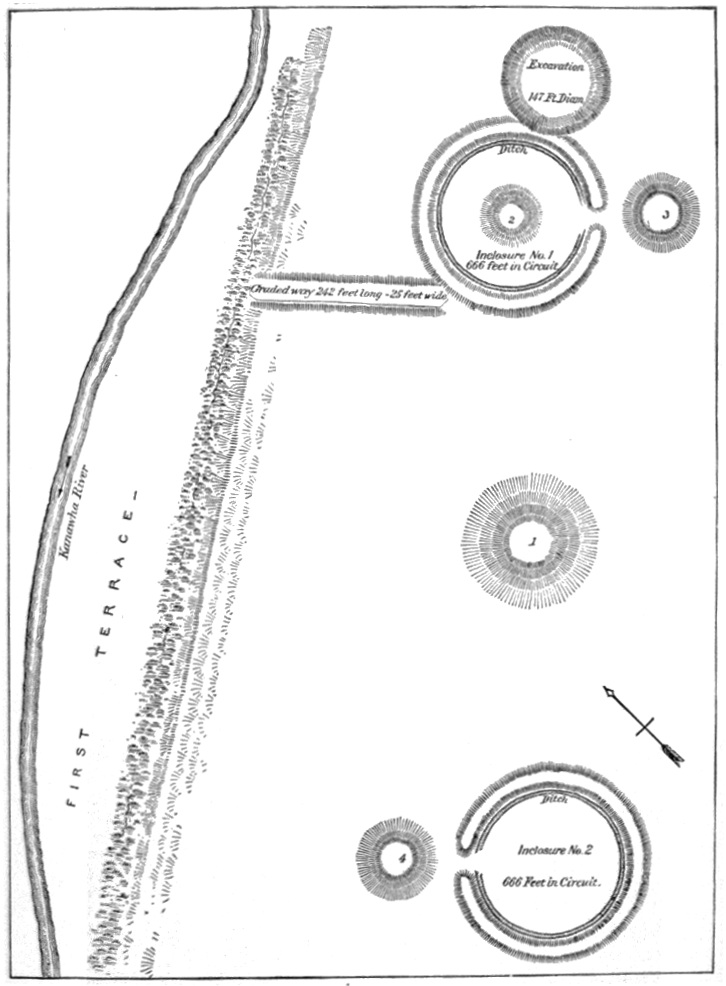 Excavation
147 Ft Diam
Ditch
2
3
Inclosure No. 1
666 feet in Circuit
Graded way 242 feet long - 25 feet wide
Kanawha River
FIRST TERRACE-
1
Ditch
4
Inclosure No. 2
666 Feet in Circuit.